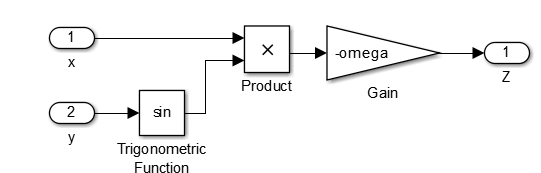 1
x
2
y
sin
Trigonometric
Function
×
Product
-omega
Gain
1
Z